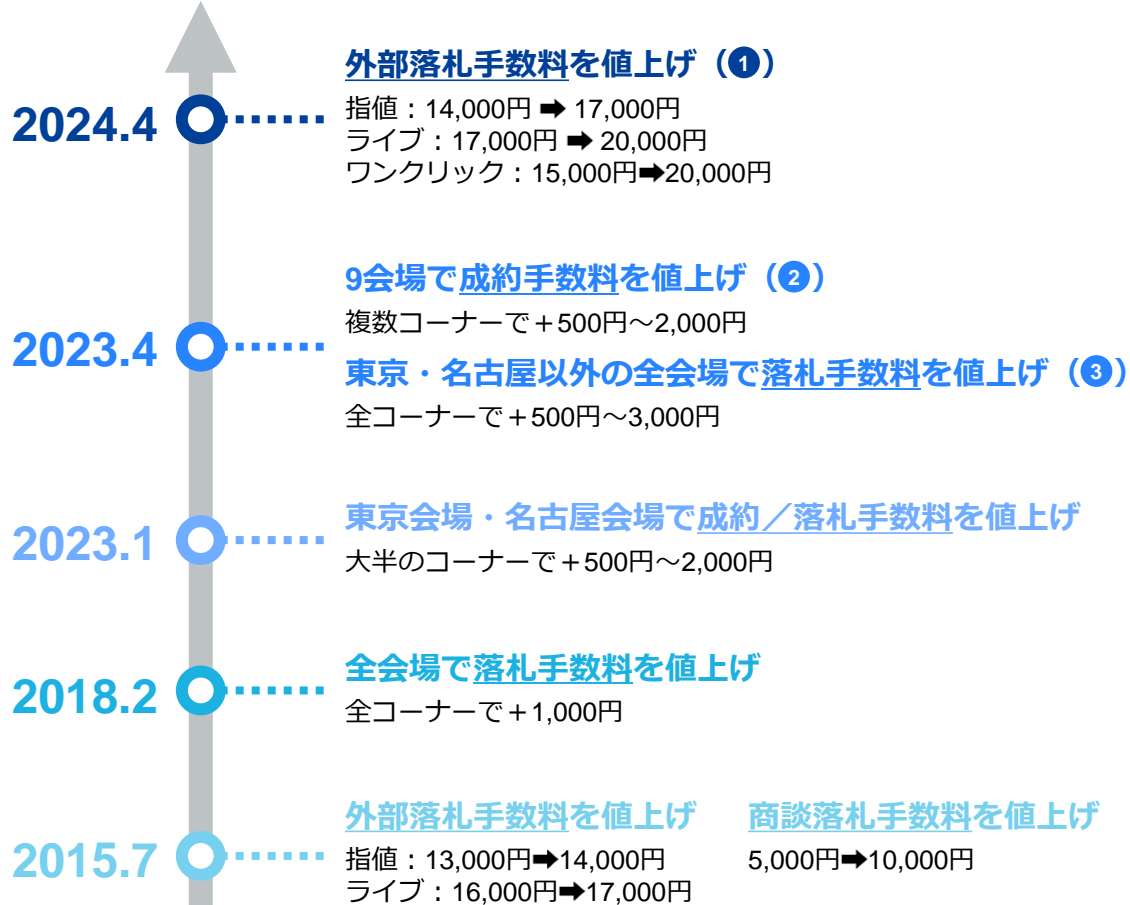 2024.4
外部落札手数料を値上げ（❶）
指値：14,000円 ➡ 17,000円
ライブ：17,000円 ➡ 20,000円
ワンクリック：15,000円➡20,000円
2023.4
9会場で成約手数料を値上げ（❷）
複数コーナーで＋500円～2,000円
東京・名古屋以外の全会場で落札手数料を値上げ（❸）
全コーナーで＋500円～3,000円
2023.1
東京会場・名古屋会場で成約／落札手数料を値上げ
大半のコーナーで＋500円～2,000円
2018.2
全会場で落札手数料を値上げ
全コーナーで＋1,000円
2015.7
外部落札手数料を値上げ
指値：13,000円➡14,000円
ライブ：16,000円➡17,000円
商談落札手数料を値上げ
5,000円➡10,000円